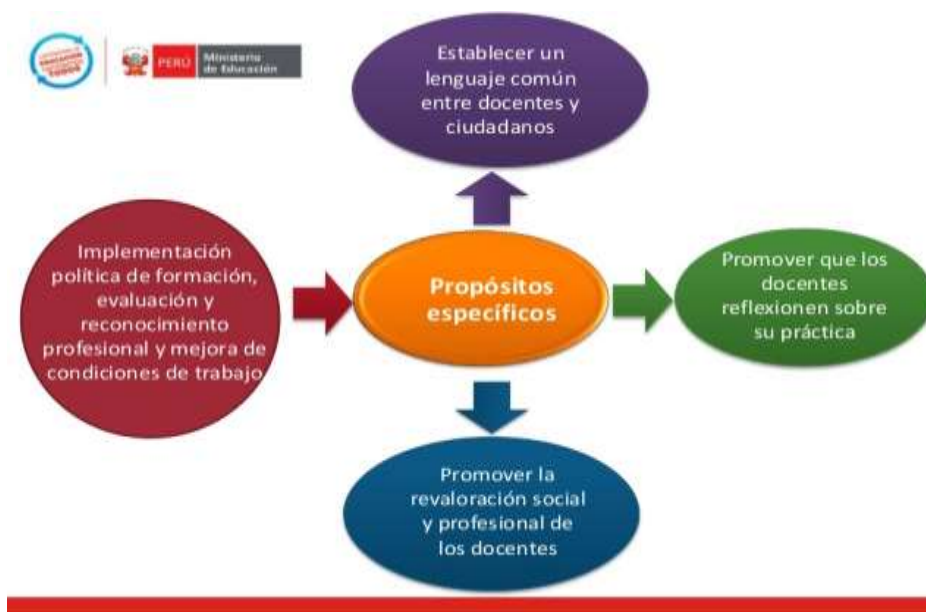 EDUCACIÓN
TODOS
PERÚ
Ministerio
de Educación
Establecer un
lenguaje común
entre docentes y
ciudadanos
Implementación
política de formación,
evaluación y
reconocimiento
profesional y mejora de
condiciones de trabajo
Propósitos
específicos
Promover que los
docentes
reflexionen sobre
su práctica
Promover la
revaloración social
y profesional de
los docentes